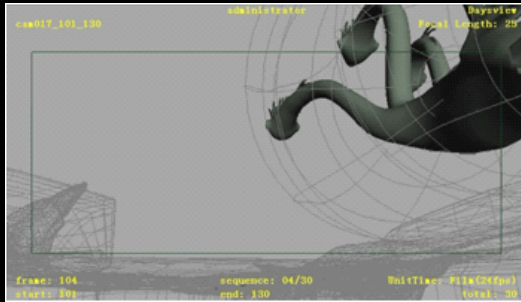 administrator
Daysview
cam017_101_130
Focal Length: 25
frame: 104
sequence: 04/30
UnitTime: Film(24fps)
start: 101
end: 130
total: 30